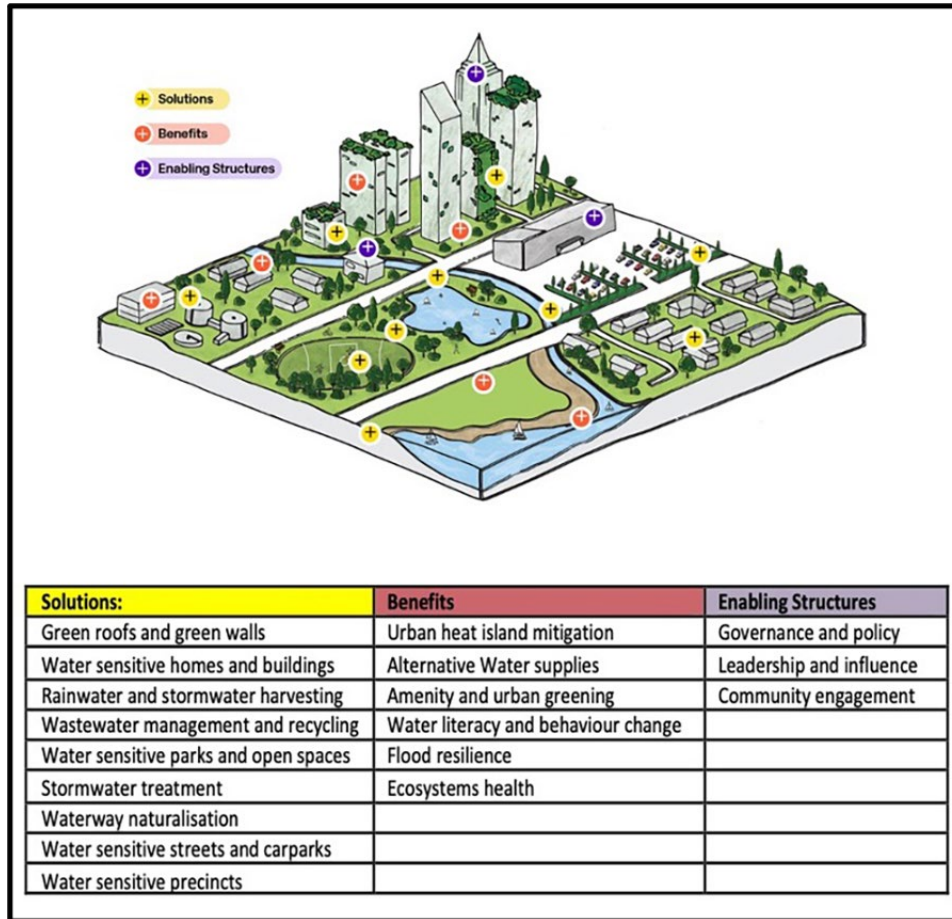 Solutions
Benefits
Enabling Structures
Solutions: Benefits Enabling Structures
Green roofs and green walls Urban heat island mitigation Governance and policy
Water sensitive homes and buildings Alternative Water supplies Leadership and influence
Rainwater and stormwater harvesting Amenity and urban greening Community engagement
Wastewater management and recycling Water literacy and behaviour change
Water sensitive parks and open spaces Flood resilience
Stormwater treatment Ecosystems health
Waterway naturalisation
Water sensitive streets and carparks
Water sensitive precincts